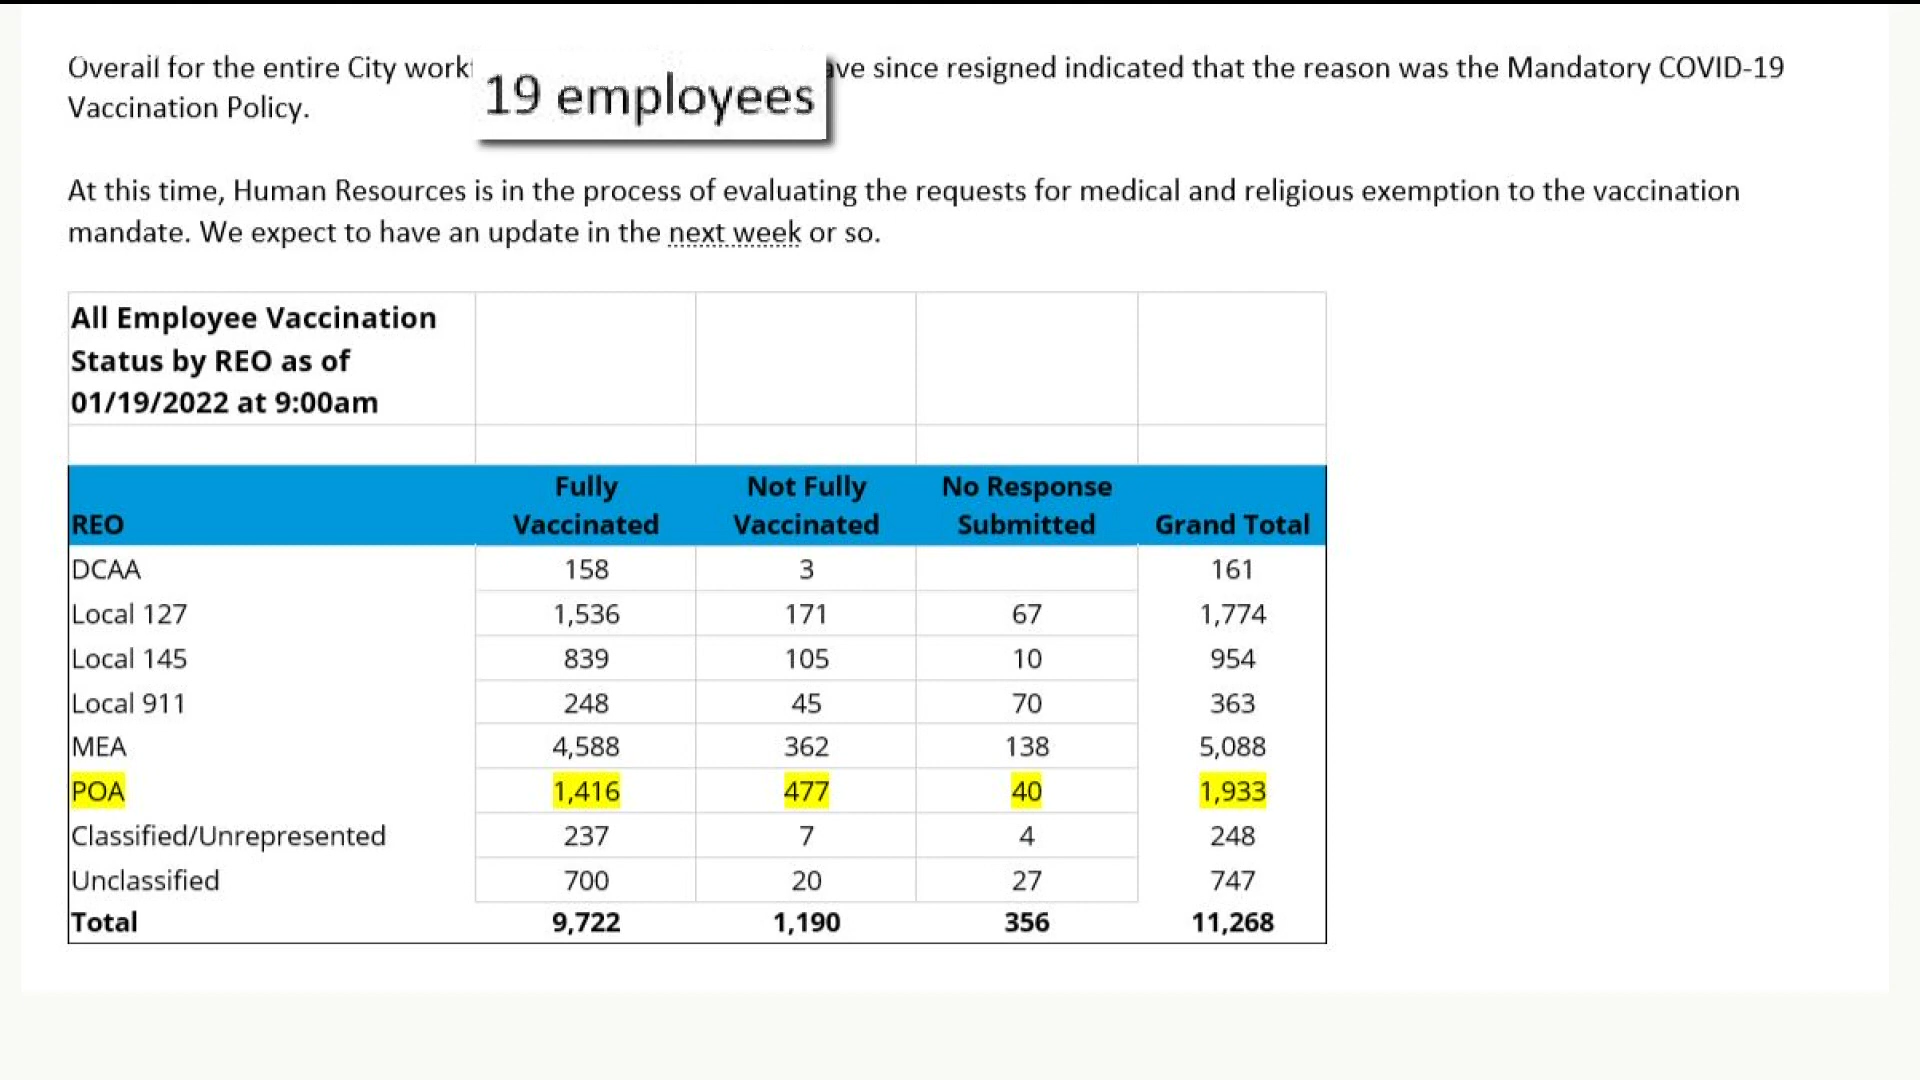 Overall for the entire City work
19 employees
ve since resigned indicated that the reason was the Mandatory COVID-19
Vaccination Policy.
At this time, Human Resources is in the process of evaluating the requests for medical and religious exemption to the vaccination
mandate. We expect to have an update in the next week or so.
All Employee Vaccination
Status by REO as of
01/19/2022 at 9:00am
REO Fully Vaccinated Not Fully Vaccinated No Response Submitted Grand Total
DCAA 158 3 161
Local 127 1,536 171 67 1,774
Local 145 839 105 10 954
Local 911 248 45 70 363
MEA 4,588 362 138 5,088
POA 1,416 477 40 1,933
Classified/Unrepresented 237 7 4 248
Unclassified 700 20 27 747
Total 9,722 1,190 356 11,268